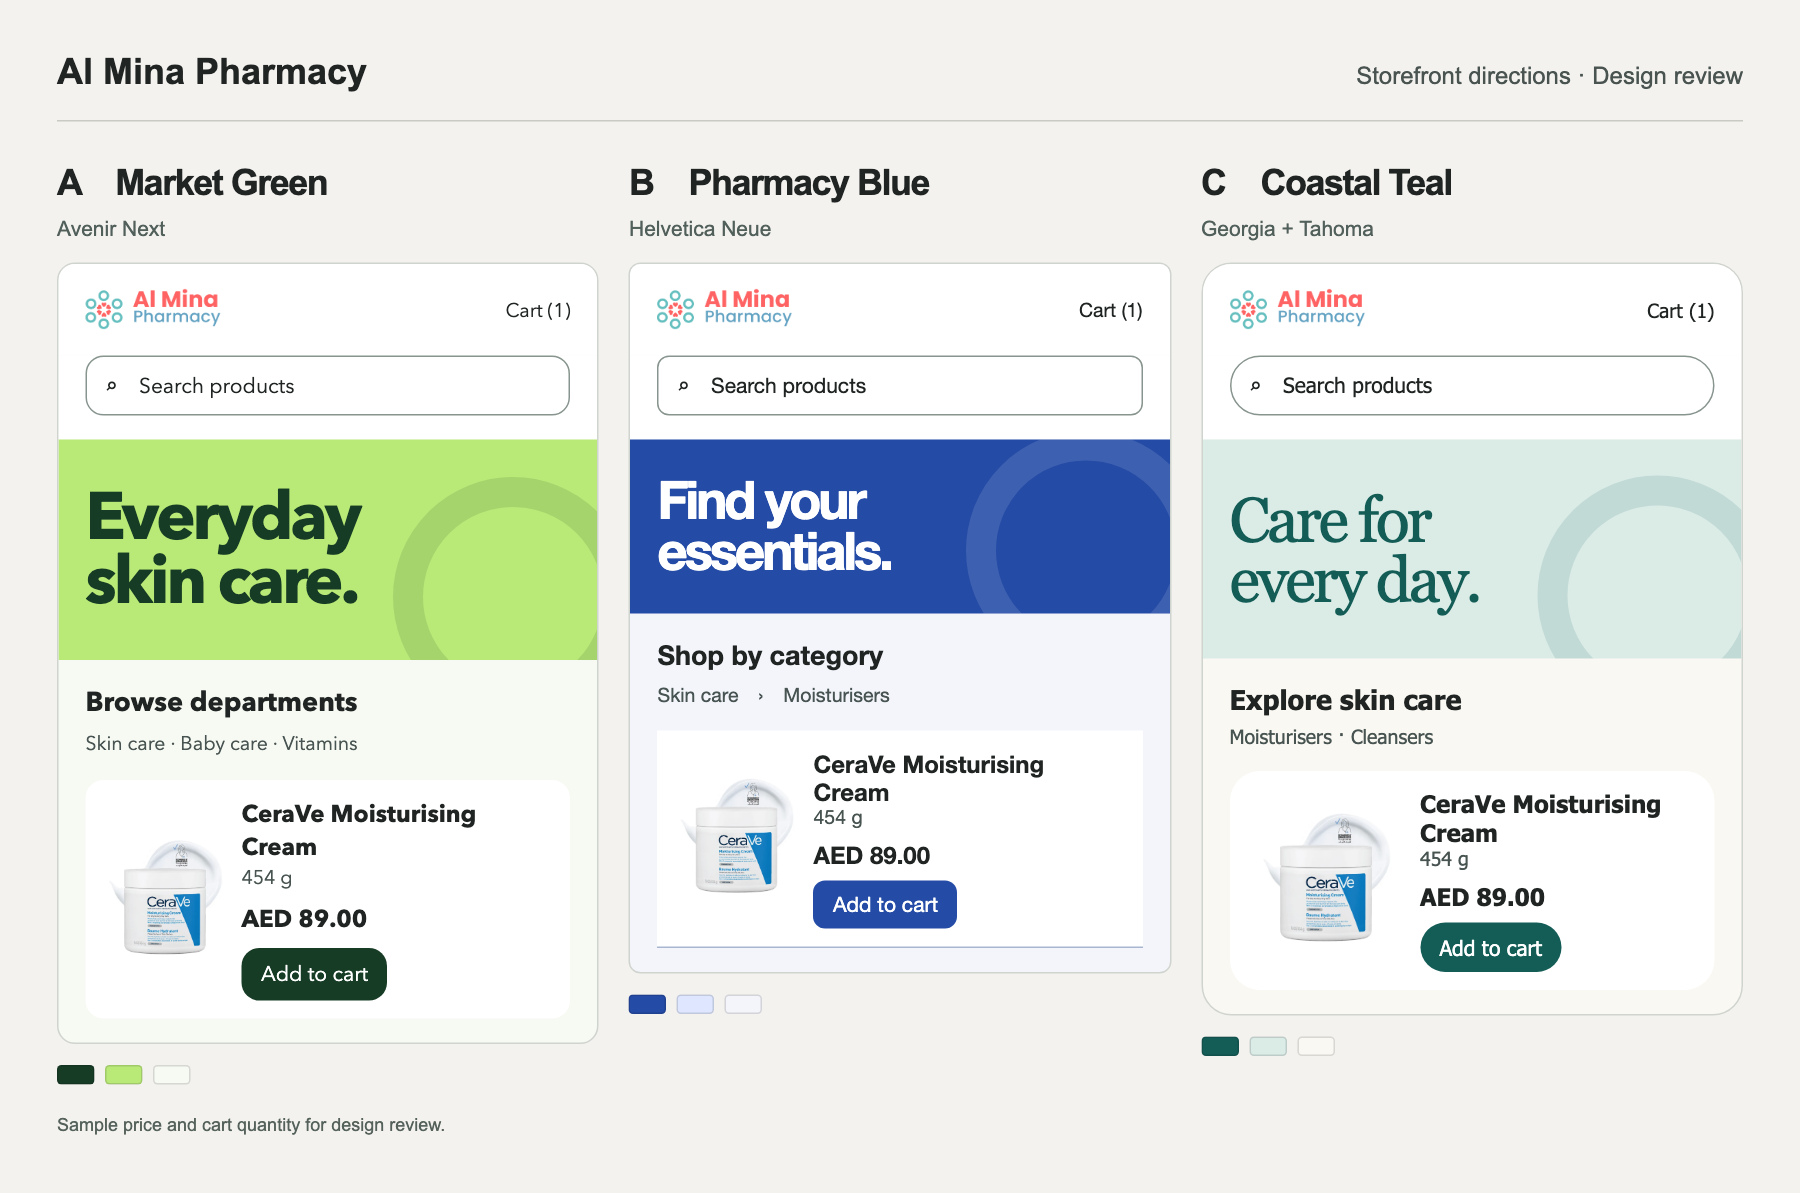 Al Mina Pharmacy
Storefront directions · Design review
A Market Green
Avenir Next
Al Mina
Pharmacy
Cart (1)
Search products
Everyday
skin care.
Browse departments
Skin care · Baby care · Vitamins
CeraVe
CeraVe Moisturising
Cream
454 g
AED 89.00
Add to cart
Sample price and cart quantity for design review.
B Pharmacy Blue
Helvetica Neue
Al Mina
Pharmacy
Cart (1)
Search products
Find your
essentials.
Shop by category
Skin care › Moisturisers
CeraVe
CeraVe Moisturising
Cream
454 g
AED 89.00
Add to cart
C Coastal Teal
Georgia + Tahoma
Al Mina
Pharmacy
Cart (1)
Search products
Care for
every day.
Explore skin care
Moisturisers · Cleansers
CeraVe
CeraVe Moisturising
Cream
454 g
AED 89.00
Add to cart